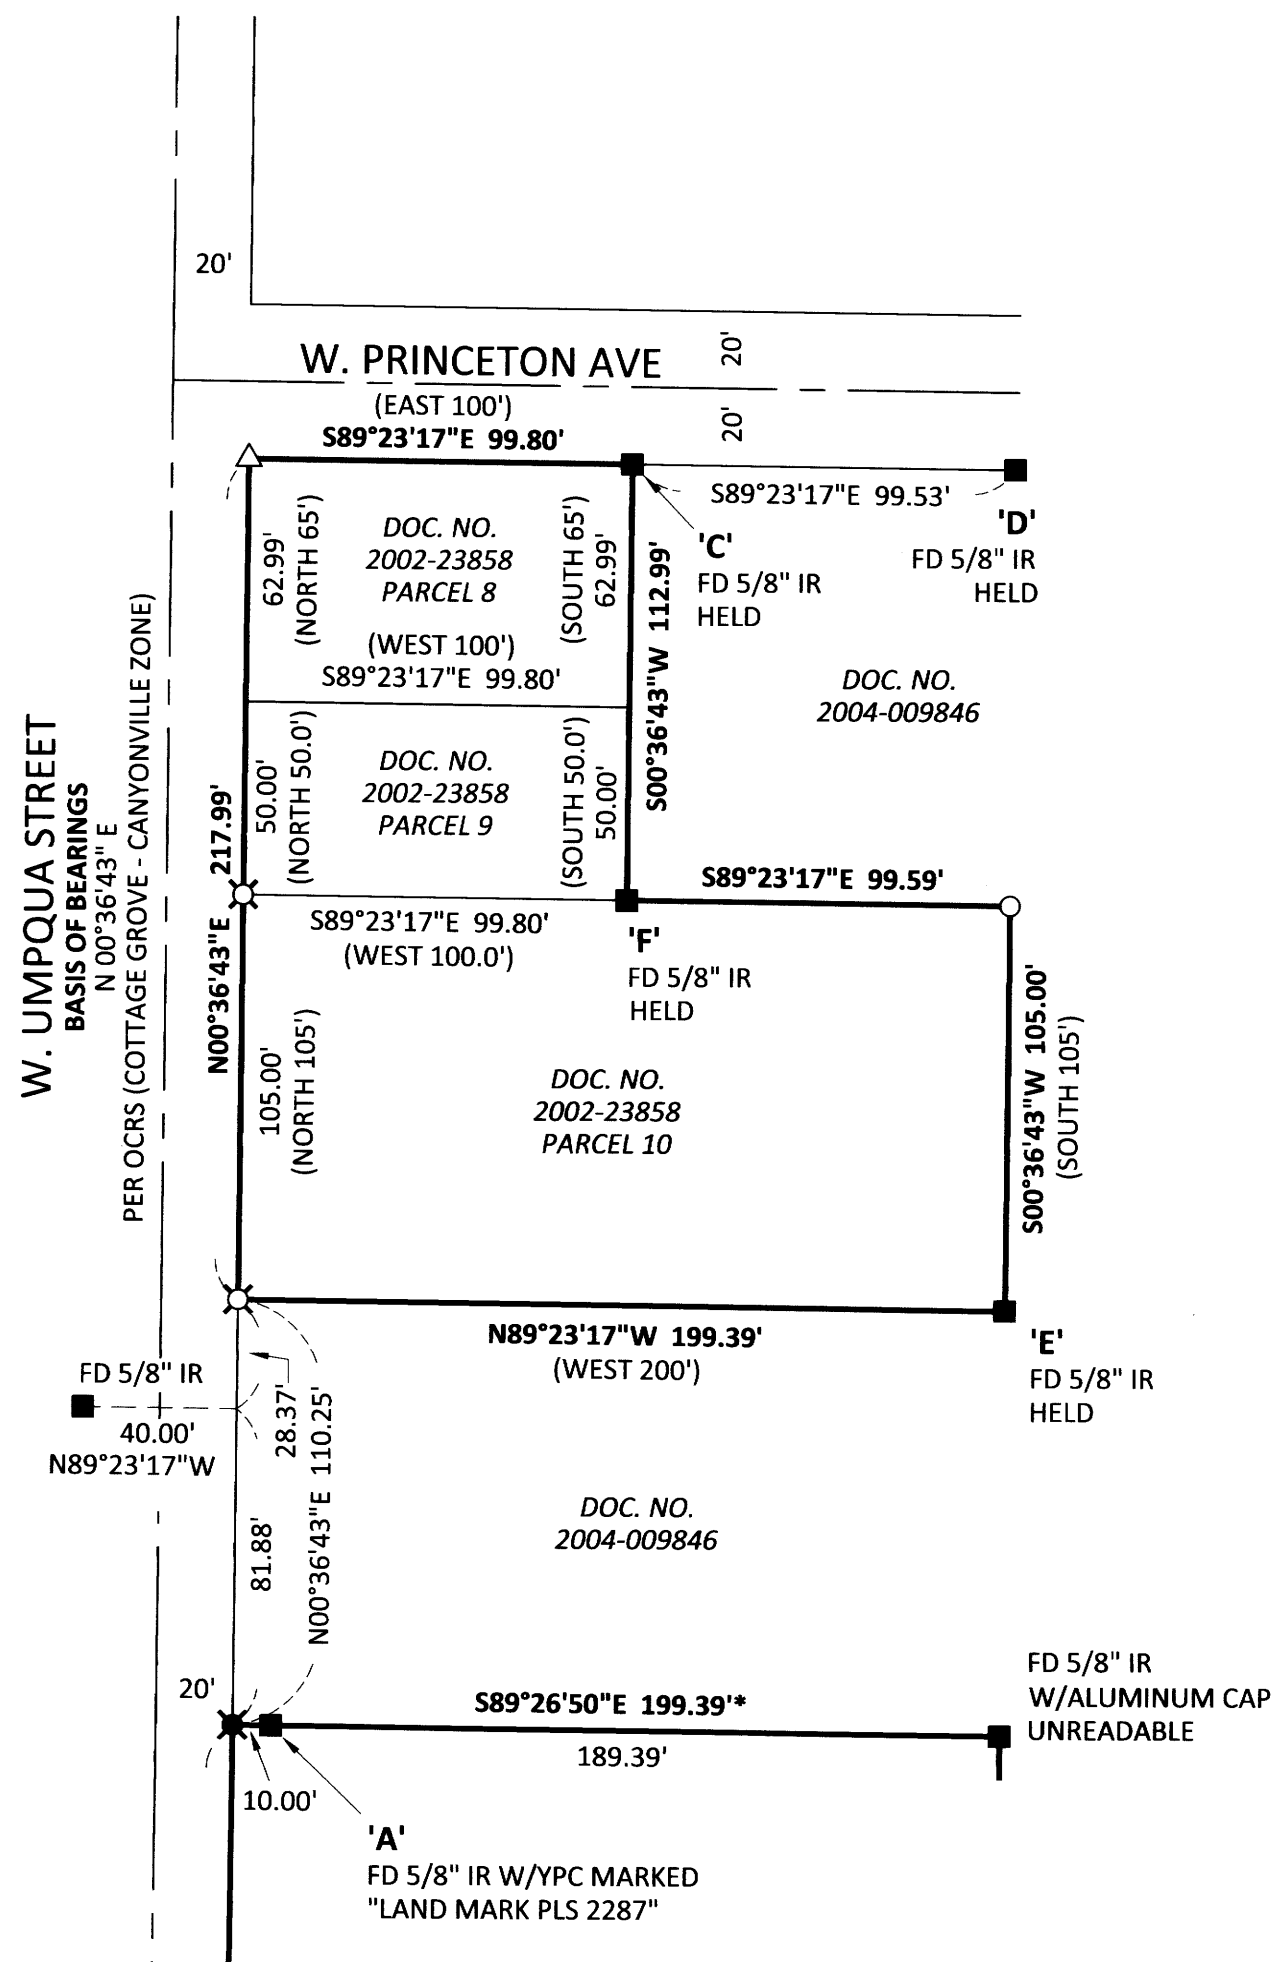 20'
W. PRINCETON AVE
20'
20'
(EAST 100')
S89°23'17"E 99.80'
S89°23'17"E 99.53'
'C'
FD 5/8" IR
HELD
'D'
FD 5/8" IR
HELD
62.99'
(NORTH 65')
DOC. NO.
2002-23858
PARCEL 8
(SOUTH 65')
62.99'
S00°36'43"W 112.99'
(WEST 100')
S89°23'17"E 99.80'
DOC. NO.
2004-009846
W. UMPQUA STREET
BASIS OF BEARINGS
N 00°36'43" E
PER OCRS (COTTAGE GROVE - CANYONVILLE ZONE)
N00°36'43"E 217.99'
50.00'
(NORTH 50.0')
DOC. NO.
2002-23858
PARCEL 9
(SOUTH 50.0')
50.00'
S89°23'17"E 99.59'
S89°23'17"E 99.80'
(WEST 100.0')
'F'
FD 5/8" IR
HELD
105.00'
(NORTH 105')
DOC. NO.
2002-23858
PARCEL 10
S00°36'43"W 105.00'
(SOUTH 105')
N89°23'17"W 199.39'
(WEST 200')
'E'
FD 5/8" IR
HELD
FD 5/8" IR
40.00'
N89°23'17"W
28.37'
N00°36'43"E 110.25'
81.88'
DOC. NO.
2004-009846
20'
S89°26'50"E 199.39'*
189.39'
FD 5/8" IR
W/ALUMINUM CAP
UNREADABLE
10.00'
'A'
FD 5/8" IR W/YPC MARKED
"LAND MARK PLS 2287"